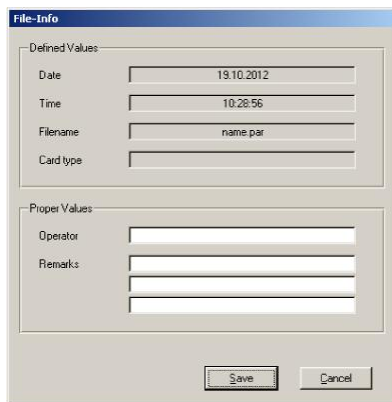 File-Info
Defined Values
Date 19.10.2012
Time 10:28:56
Filename name.par
Card type
Proper Values
Operator
Remarks
Save Cancel